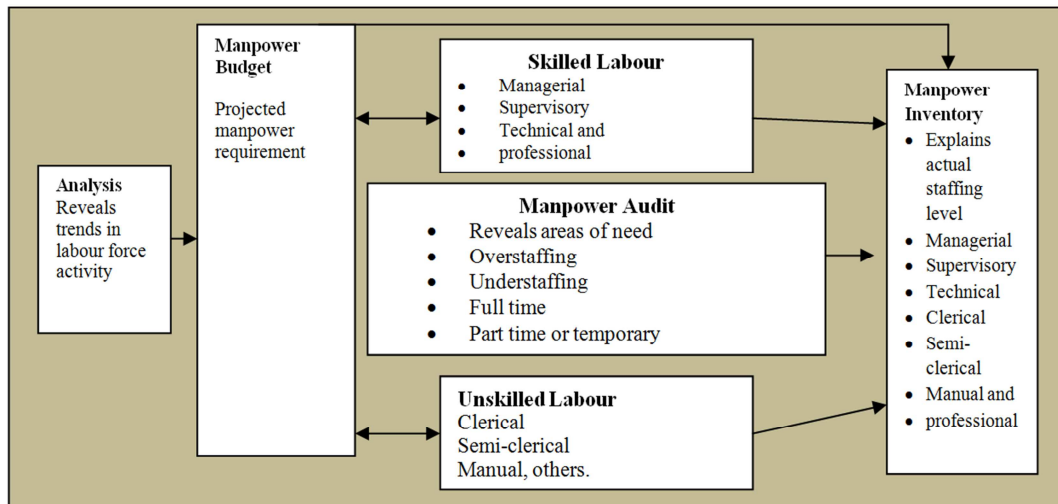 Analysis
Reveals
trends in
labour force
activity
Manpower
Budget
Projected
manpower
requirement
Skilled Labour
• Managerial
• Supervisory
• Technical and
• professional
Manpower Audit
• Reveals areas of need
• Overstaffing
• Understaffing
• Full time
• Part time or temporary
Unskilled Labour
Clerical
Semi-clerical
Manual, others.
Manpower
Inventory
• Explains
actual
staffing
level
• Managerial
• Supervisory
• Technical
• Clerical
• Semi-
clerical
• Manual and
• professional